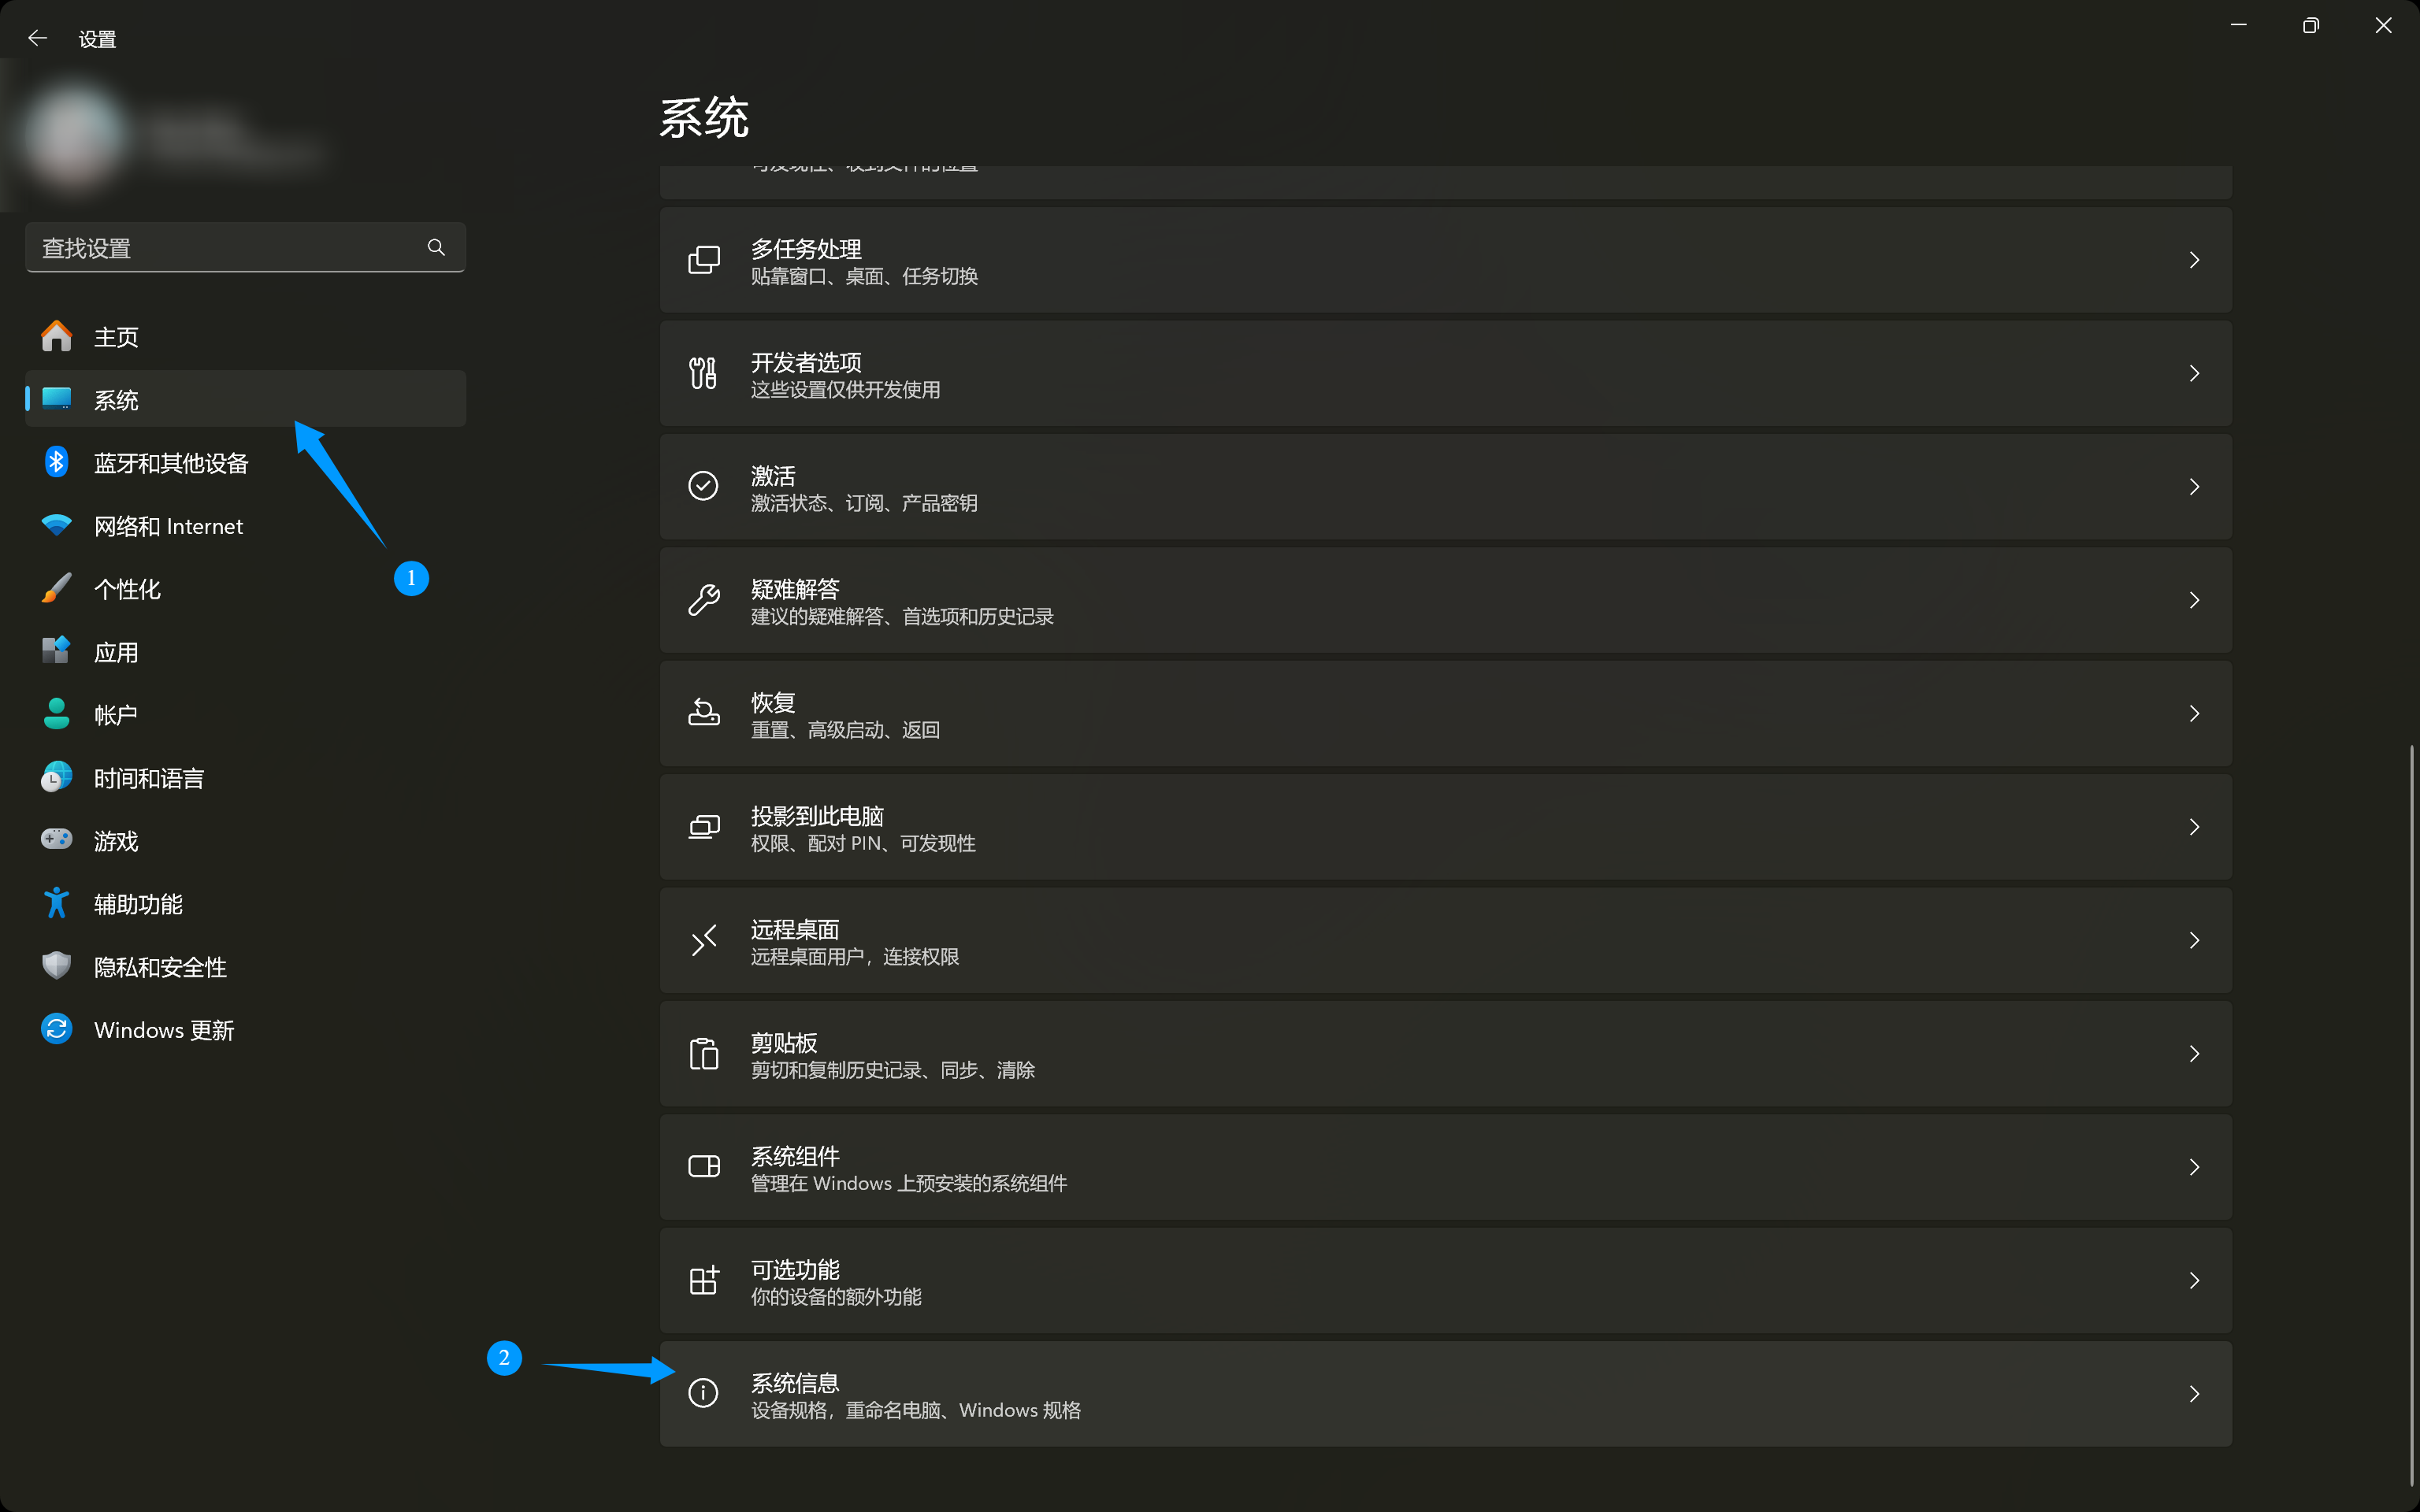 设置
系统
查找设置
主页
系统
蓝牙和其他设备
网络和 Internet
个性化
应用
帐户
时间和语言
游戏
辅助功能
隐私和安全性
Windows 更新
1
多任务处理
贴靠窗口、桌面、任务切换
开发者选项
这些设置仅供开发使用
激活
激活状态、订阅、产品密钥
疑难解答
建议的疑难解答、首选项和历史记录
恢复
重置、高级启动、返回
投影到此电脑
权限、配对 PIN、可发现性
远程桌面
远程桌面用户，连接权限
剪贴板
剪切和复制历史记录、同步、清除
系统组件
管理在 Windows 上预安装的系统组件
可选功能
你的设备的额外功能
2
系统信息
设备规格，重命名电脑、Windows 规格